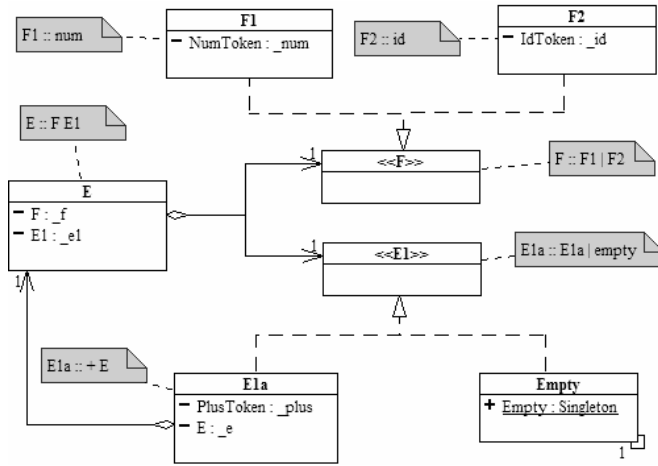 F1 :: num
F1
NumToken : _num
F2 :: id
F2
IdToken : _id
E :: F E1
E
F : _f
E1 : _e1
1
<<F>>
F :: F1 | F2
1
<<E1>>
E1a :: E1a | empty
1
E1a :: + E
E1a
PlusToken : _plus
E : _e
Empty
Empty : Singleton
1